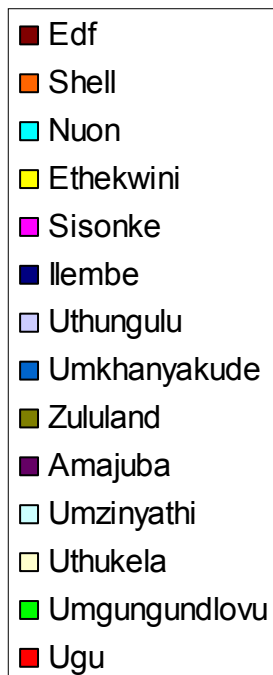 Edf
Shell
Nuon
Ethekwini
Sisonke
Ilembe
Uthungulu
Umkhanyakude
Zululand
Amajuba
Umzinyathi
Uthukela
Umgungundlovu
Ugu